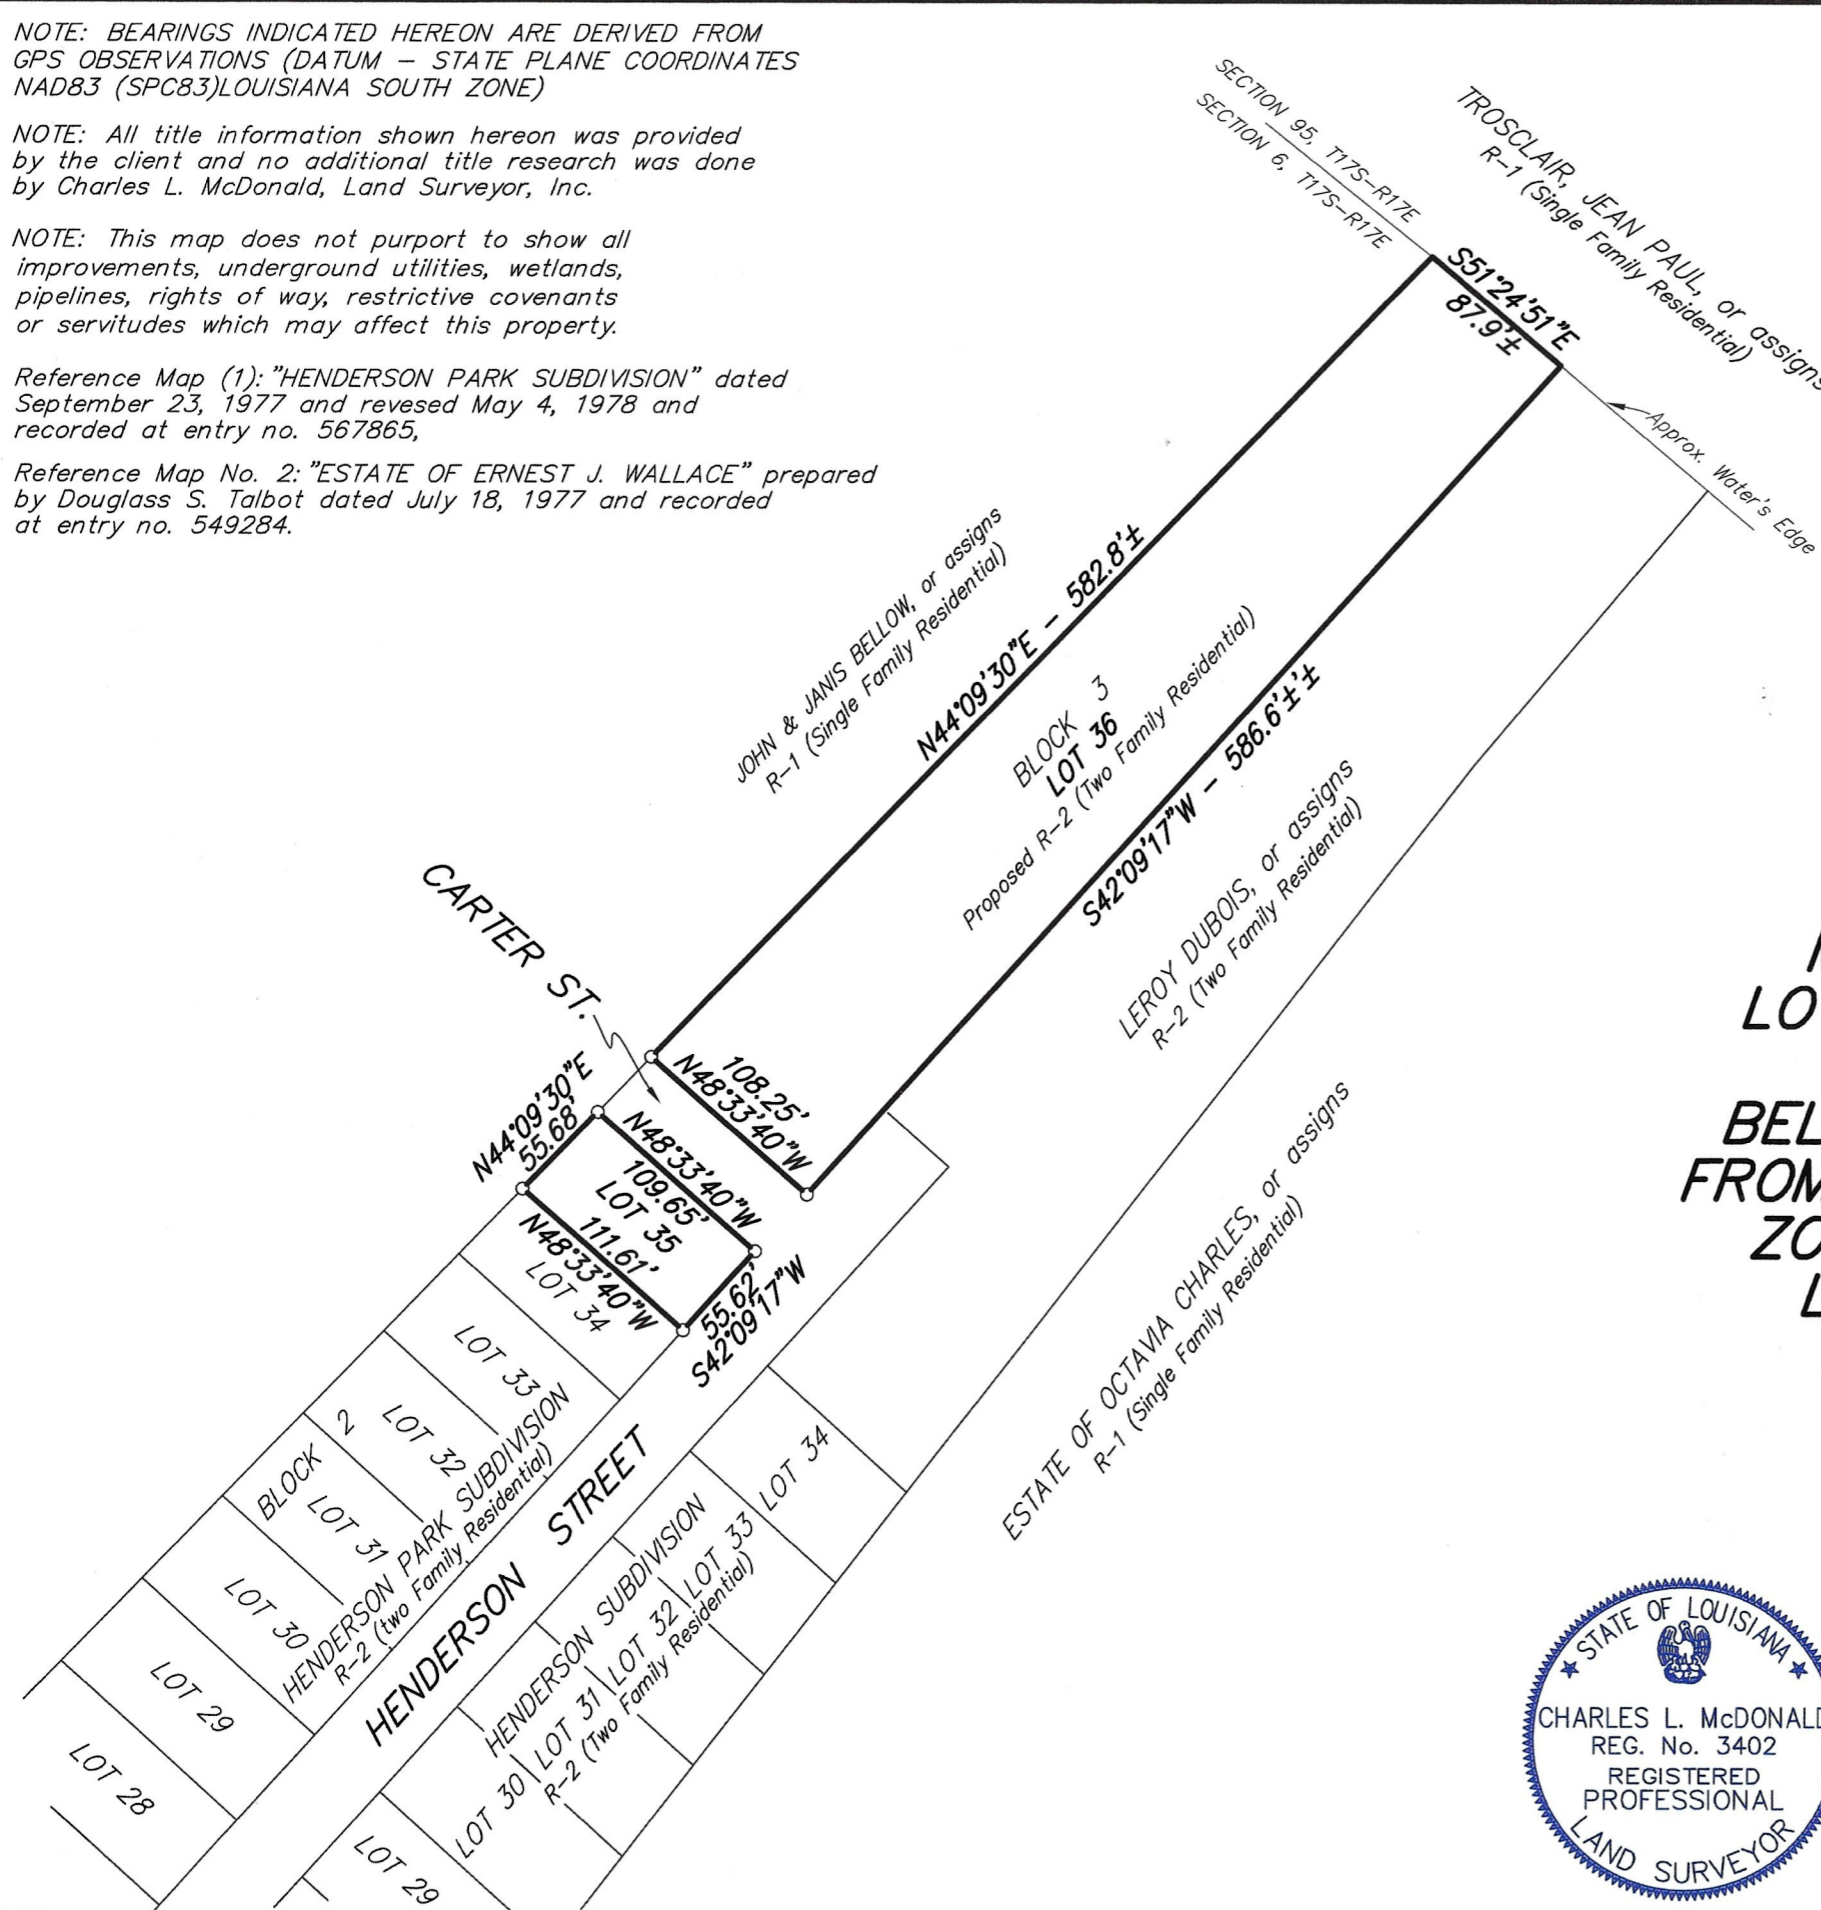 NOTE: BEARINGS INDICATED HEREON ARE DERIVED FROM
GPS OBSERVATIONS (DATUM – STATE PLANE COORDINATES
NAD83 (SPC83)LOUISIANA SOUTH ZONE)
NOTE: All title information shown hereon was provided
by the client and no additional title research was done
by Charles L. McDonald, Land Surveyor, Inc.
NOTE: This map does not purport to show all
improvements, underground utilities, wetlands,
pipelines, rights of way, restrictive covenants
or servitudes which may affect this property.
Reference Map (1): "HENDERSON PARK SUBDIVISION" dated
September 23, 1977 and revesed May 4, 1978 and
recorded at entry no. 567865,
Reference Map No. 2: "ESTATE OF ERNEST J. WALLACE" prepared
by Douglass S. Talbot dated July 18, 1977 and recorded
at entry no. 549284.
SECTION 95, T17S–R17E
SECTION 6, T17S–R17E
TROSCLAIR, JEAN PAUL, or assigns
R–1 (Single Family Residential)
S51°24'51"E
87.9'±
Approx. Water's Edge
JOHN & JANIS BELLOW, or assigns
R–1 (Single Family Residential)
N44°09'30"E – 582.8'±
BLOCK 3
LOT 36
Proposed R–2 (Two Family Residential)
S42°09'17"W – 586.6'±'±
LEROY DUBOIS, or assigns
R–2 (Two Family Residential)
CARTER ST.
108.25'
N48°33'40"W
N44°09'30"E
55.68'
N48°33'40"W
109.65'
LOT 35
111.61'
N48°33'40"W
55.62'
S42°09'17"W
LOT 34
LOT 33
LOT 32
BLOCK 2
LOT 31
LOT 30
LOT 29
LOT 28
HENDERSON PARK SUBDIVISION
R–2 (two Family Residential)
HENDERSON STREET
HENDERSON SUBDIVISION
LOT 34
LOT 33
LOT 32
LOT 31
LOT 30
R–2 (Two Family Residential)
LOT 29
ESTATE OF OCTAVIA CHARLES, or assigns
R–1 (Single Family Residential)
LO
BEL
FROM
ZO
L
STATE OF LOUISIANA
CHARLES L. McDONALD
REG. No. 3402
REGISTERED
PROFESSIONAL
LAND SURVEYOR